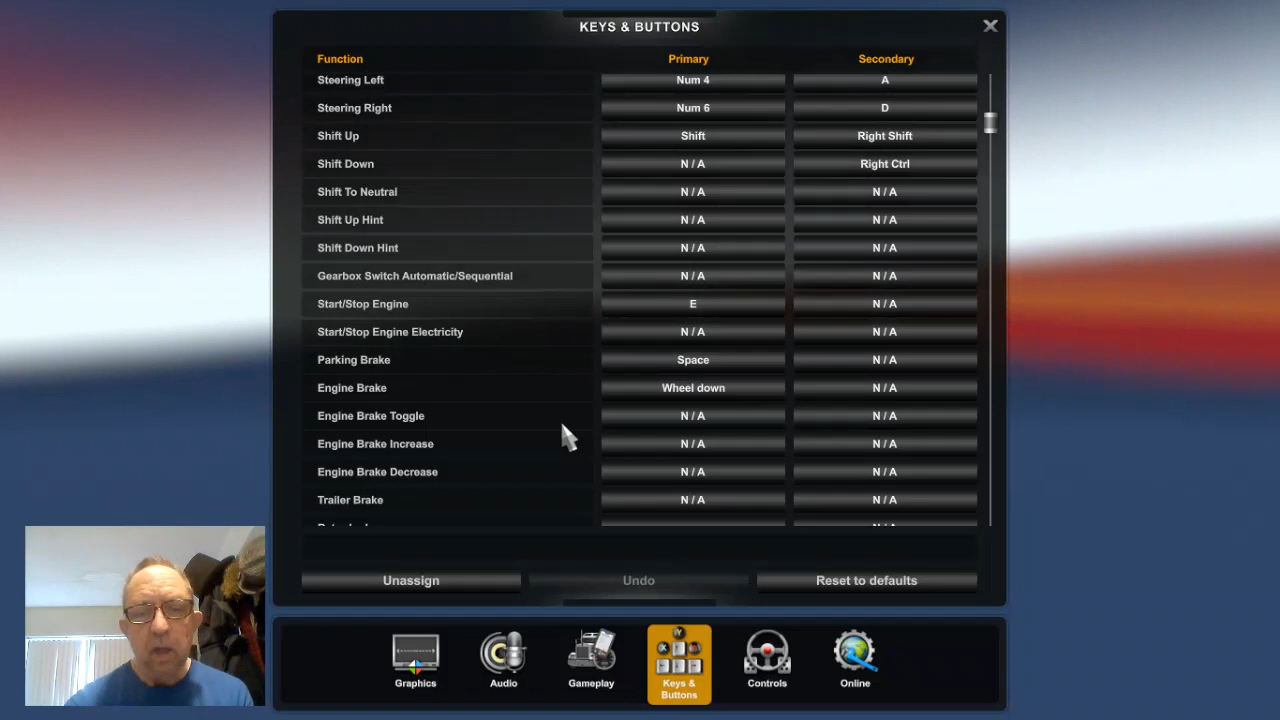 KEYS & BUTTONS
Function Primary Secondary
Steering Left Num 4 A
Steering Right Num 6 D
Shift Up Shift Right Shift
Shift Down N / A Right Ctrl
Shift To Neutral N / A N / A
Shift Up Hint N / A N / A
Shift Down Hint N / A N / A
Gearbox Switch Automatic/Sequential N / A N / A
Start/Stop Engine E N / A
Start/Stop Engine Electricity N / A N / A
Parking Brake Space N / A
Engine Brake Wheel down N / A
Engine Brake Toggle N / A N / A
Engine Brake Increase N / A N / A
Engine Brake Decrease N / A N / A
Trailer Brake N / A N / A
Unassign Undo Reset to defaults
Graphics Audio Gameplay Keys & Buttons Controls Online